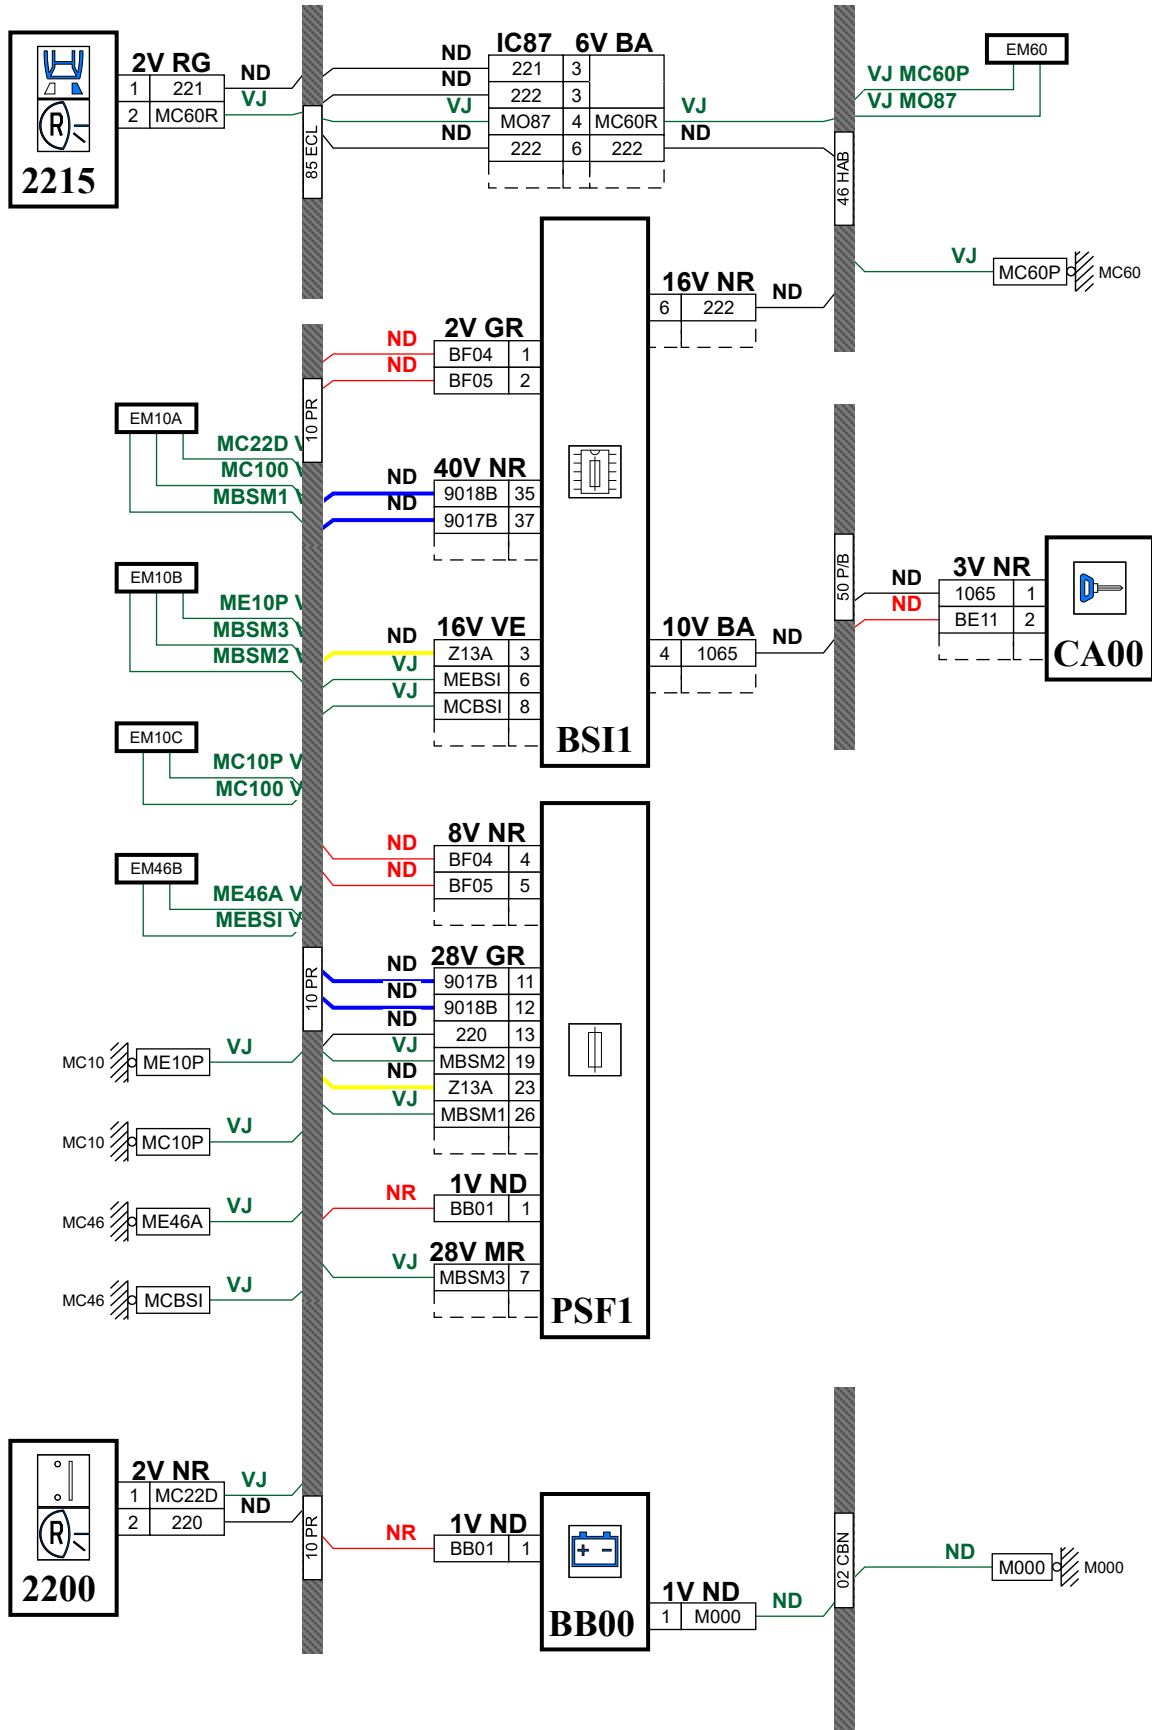 2V RG
1 221 ND
2 MC60R VJ
R
2215
85 ECL
IC87 6V BA
ND 221 3
ND 222 3
VJ MO87 4 MC60R VJ
ND 222 6 222 ND
46 HAB
EM60
VJ MC60P
VJ MO87
VJ MC60P MC60
16V NR
6 222 ND
2V GR
ND BF04 1
ND BF05 2
10 PR
EM10A
MC22D V
MC100 V
MBSM1 V
40V NR
ND 9018B 35
ND 9017B 37
EM10B
ME10P V
MBSM3 V
MBSM2 V
16V VE
ND Z13A 3
VJ MEBSI 6
VJ MCBSI 8
10V BA
4 1065 ND
50 P/B
3V NR
ND 1065 1
ND BE11 2
CA00
BSI1
EM10C
MC10P V
MC100 V
8V NR
ND BF04 4
ND BF05 5
EM46B
ME46A V
MEBSI V
10 PR
28V GR
ND 9017B 11
ND 9018B 12
ND 220 13
VJ MBSM2 19
ND Z13A 23
VJ MBSM1 26
MC10 ME10P VJ
MC10 MC10P VJ
1V ND
NR BB01 1
MC46 ME46A VJ
28V MR
VJ MBSM3 7
MC46 MCBSI VJ
PSF1
2V NR
1 MC22D VJ
2 220 ND
R
2200
10 PR
1V ND
NR BB01 1
+ -
BB00
1V ND
1 M000 ND
02 CBN
ND M000 M000